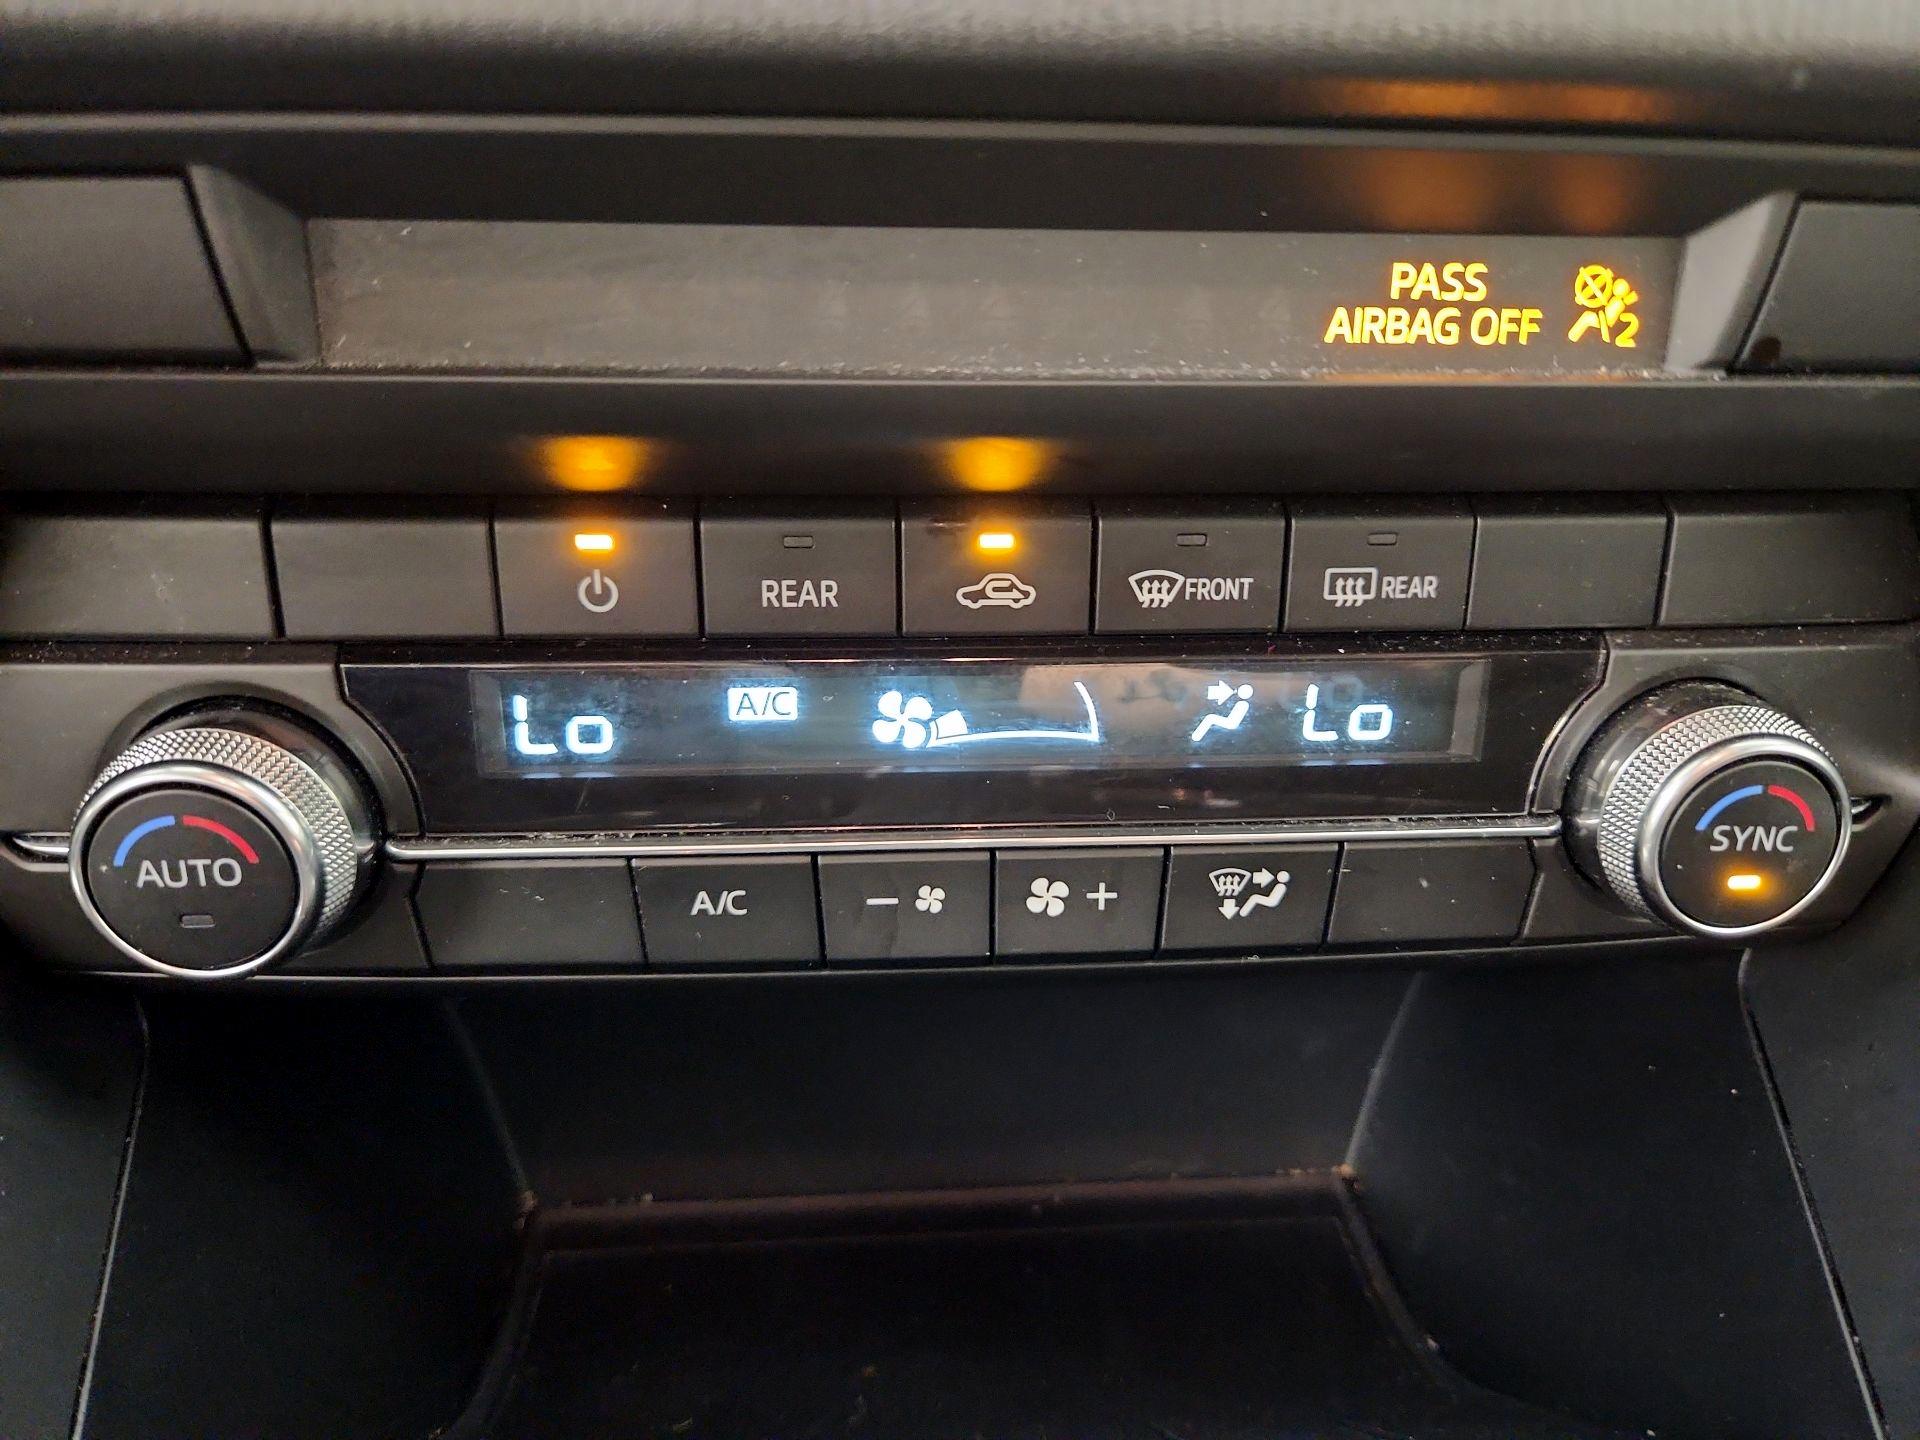 PASS
AIRBAG OFF 2
REAR
FRONT
REAR
Lo A/C Lo
AUTO
SYNC
A/C - +